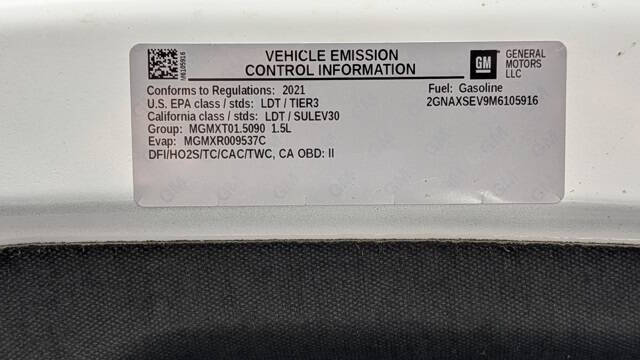 M6105916
VEHICLE EMISSION
CONTROL INFORMATION
GM
GENERAL
MOTORS
LLC
Conforms to Regulations: 2021
Fuel: Gasoline
U.S. EPA class / stds: LDT / TIER3
2GNAXSEV9M6105916
California class / stds: LDT / SULEV30
Group: MGMXT01.5090 1.5L
Evap: MGMXR009537C
DFI/HO2S/TC/CAC/TWC, CA OBD: II